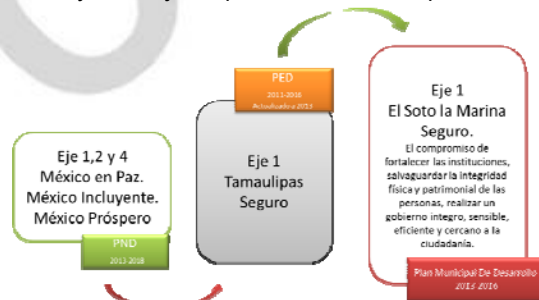 Eje 1,2 y 4
México en Paz.
México Incluyente.
México Próspero
PND
2013-2018
PED
2011-2016
Actualizado a 2013
Eje 1
Tamaulipas
Seguro
Eje 1
El Soto la Marina
Seguro.
El compromiso de
fortalecer las instituciones,
salvaguardar la integridad
física y patrimonial de las
personas, realizar un
gobierno integro, sensible,
eficiente y cercano a la
ciudadanía.
Plan Municipal De Desarrollo
2013-2016